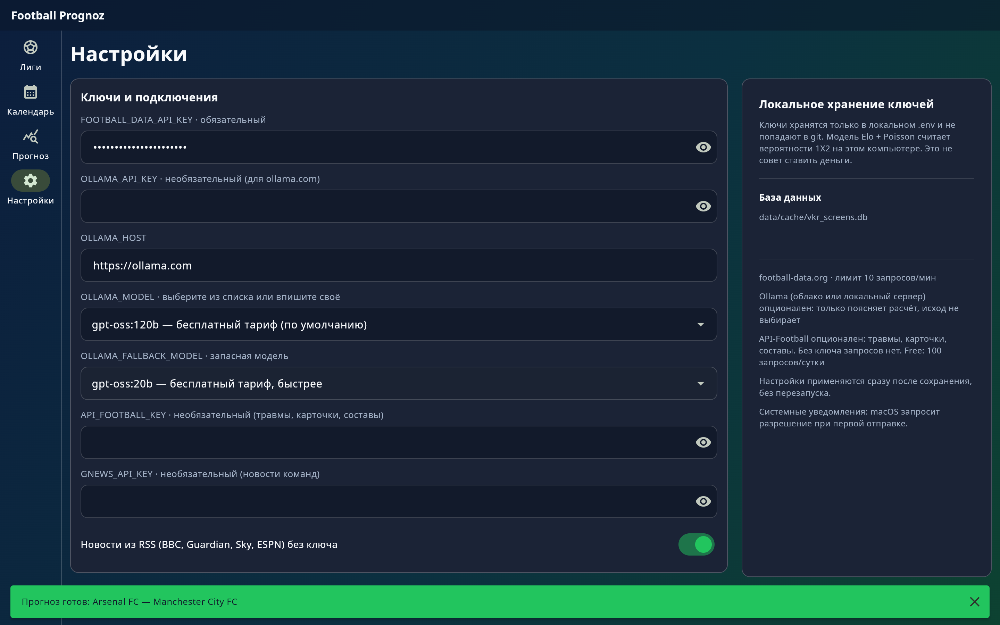 Football Prognoz
Лиги
Календарь
Прогноз
Настройки
Настройки
Ключи и подключения
FOOTBALL_DATA_API_KEY · обязательный
••••••••••••••••••••••
OLLAMA_API_KEY · необязательный (для ollama.com)
OLLAMA_HOST
https://ollama.com
OLLAMA_MODEL · выберите из списка или впишите своё
gpt-oss:120b — бесплатный тариф (по умолчанию)
OLLAMA_FALLBACK_MODEL · запасная модель
gpt-oss:20b — бесплатный тариф, быстрее
API_FOOTBALL_KEY · необязательный (травмы, карточки, составы)
GNEWS_API_KEY · необязательный (новости команд)
Новости из RSS (BBC, Guardian, Sky, ESPN) без ключа
Локальное хранение ключей
Ключи хранятся только в локальном .env и не
попадают в git. Модель Elo + Poisson считает
вероятности 1X2 на этом компьютере. Это не
совет ставить деньги.
База данных
data/cache/vkr_screens.db
football-data.org · лимит 10 запросов/мин
Ollama (облако или локальный сервер)
опционален: только поясняет расчёт, исход не
выбирает
API-Football опционален: травмы, карточки,
составы. Без ключа запросов нет. Free: 100
запросов/сутки
Настройки применяются сразу после сохранения,
без перезапуска.
Системные уведомления: macOS запросит
разрешение при первой отправке.
Прогноз готов: Arsenal FC — Manchester City FC